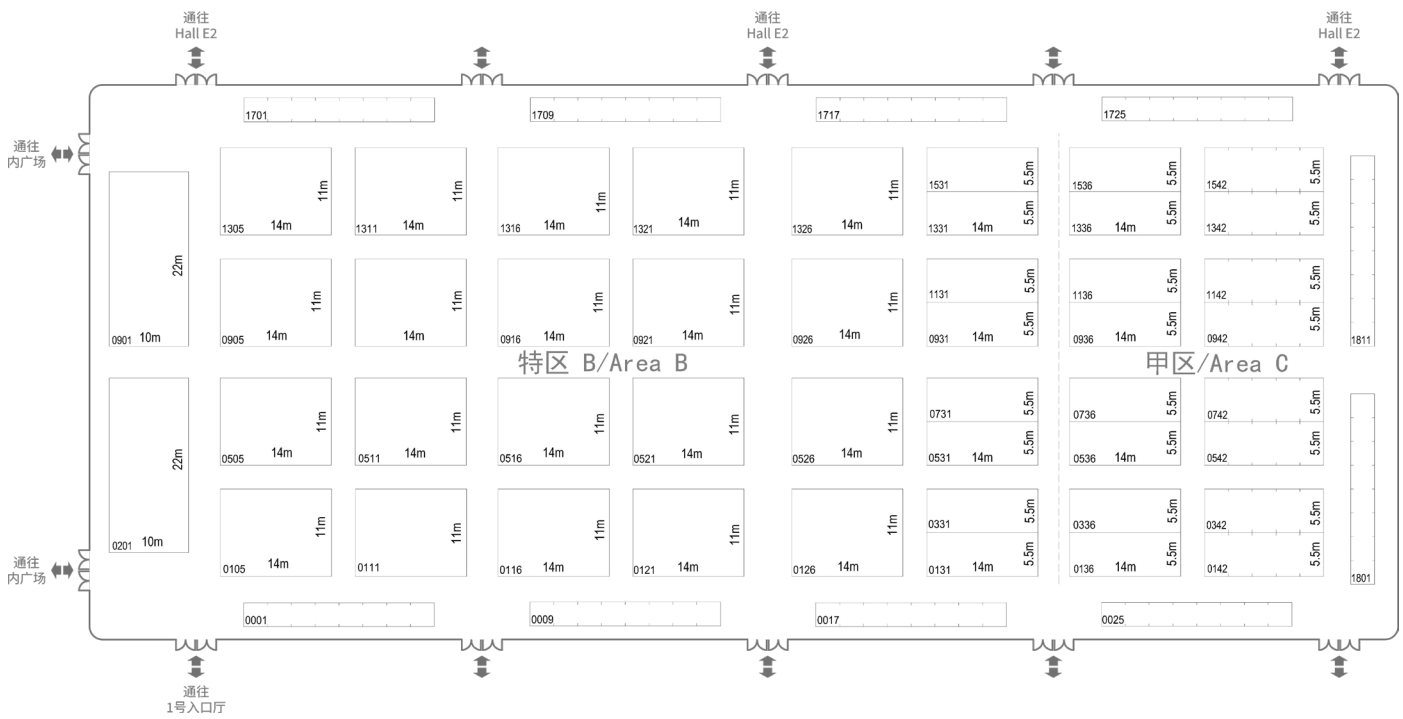 通往
Hall E2
通往
Hall E2
通往
Hall E2
1701
1709
1717
1725
通往
内广场
11m
11m
11m
11m
11m
1531
5.5m
1536
5.5m
1542
5.5m
1305
14m
1311
14m
1316
14m
1321
14m
1326
14m
1331
14m
5.5m
1336
14m
5.5m
1342
5.5m
22m
11m
11m
11m
11m
11m
1131
5.5m
1136
5.5m
1142
5.5m
0901
10m
0905
14m
14m
0916
14m
0921
14m
0926
14m
0931
14m
5.5m
0936
14m
5.5m
0942
5.5m
1811
特区 B/Area B
甲区/Area C
22m
11m
11m
11m
11m
11m
0731
5.5m
0736
5.5m
0742
5.5m
0505
14m
0511
14m
0516
14m
0521
14m
0526
14m
0531
14m
5.5m
0536
14m
5.5m
0542
5.5m
0201
10m
11m
11m
11m
11m
11m
0331
5.5m
0336
5.5m
0342
5.5m
0105
14m
0111
0116
14m
0121
14m
0126
14m
0131
14m
5.5m
0136
14m
5.5m
0142
5.5m
1801
通往
内广场
0001
0009
0017
0025
通往
1号入口厅